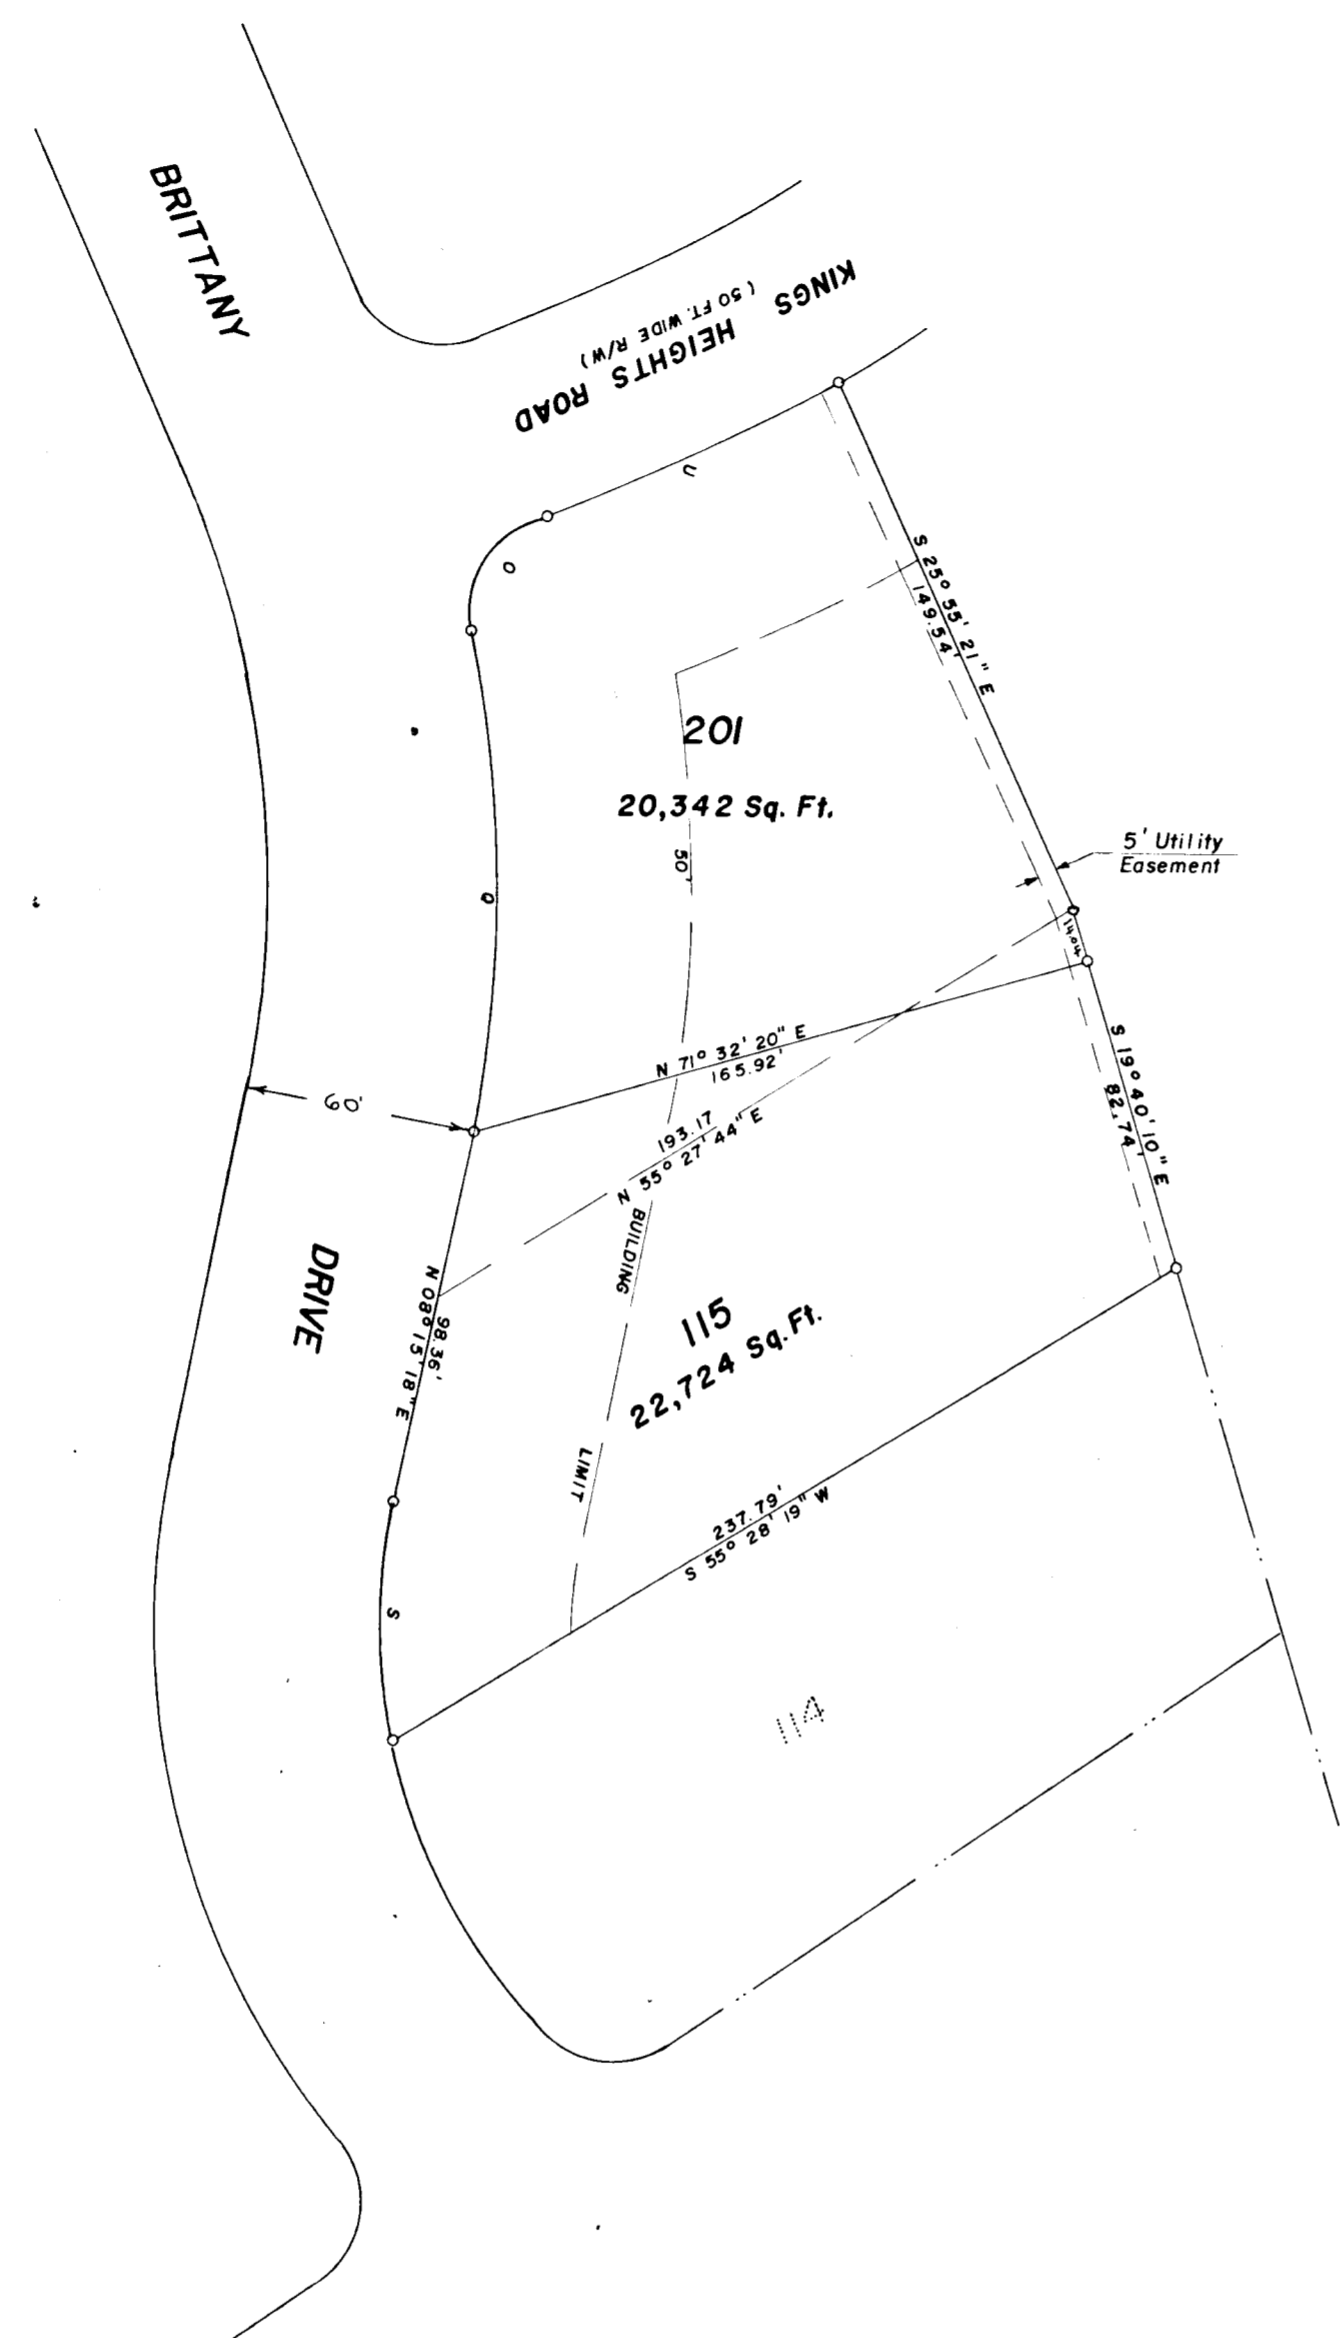 BRITTANY
KINGS HEIGHTS ROAD
( 50 FT. WIDE R/W )
U
O
S 25° 55' 21" E
149.54'
201
20,342 Sq. Ft.
5' Utility
Easement
50'
Q
14.04
N 71° 32' 20" E
165.92'
S 19° 40' 10" E
82.74'
60'
193.17
N 55° 27' 44" E
BUILDING
DRIVE
98.36'
N 08° 15' 18" E
115
22,724 Sq. Ft.
LIMIT
237.79'
S 55° 28' 19" W
S
114